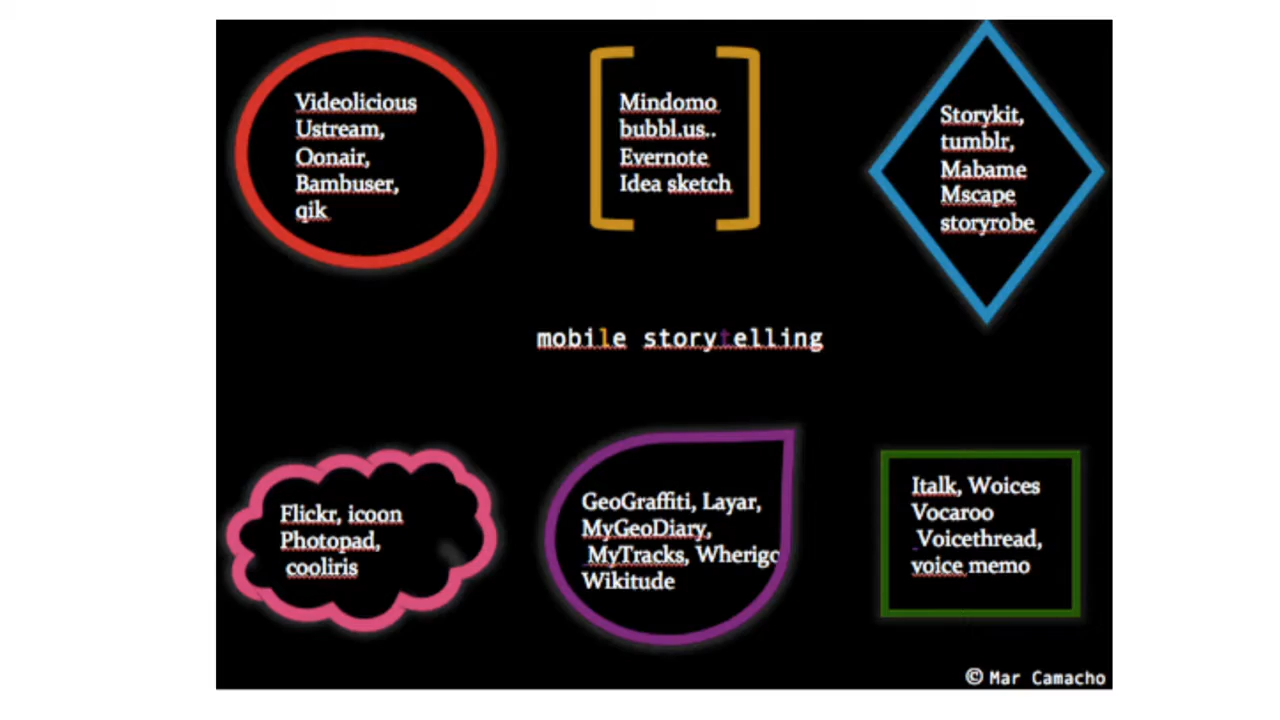 Videolicious
Ustream,
Oonair,
Bambuser,
qik
Mindomo
bubbl.us..
Evernote
Idea sketch
Storykit,
tumblr,
Mabame
Mscape
storyrobe
mobile storytelling
Flickr, icoon
Photopad,
cooliris
GeoGraffiti, Layar,
MyGeoDiary,
MyTracks, Wherigo
Wikitude
Italk, Woices
Vocaroo
Voicethread,
voice memo
© Mar Camacho